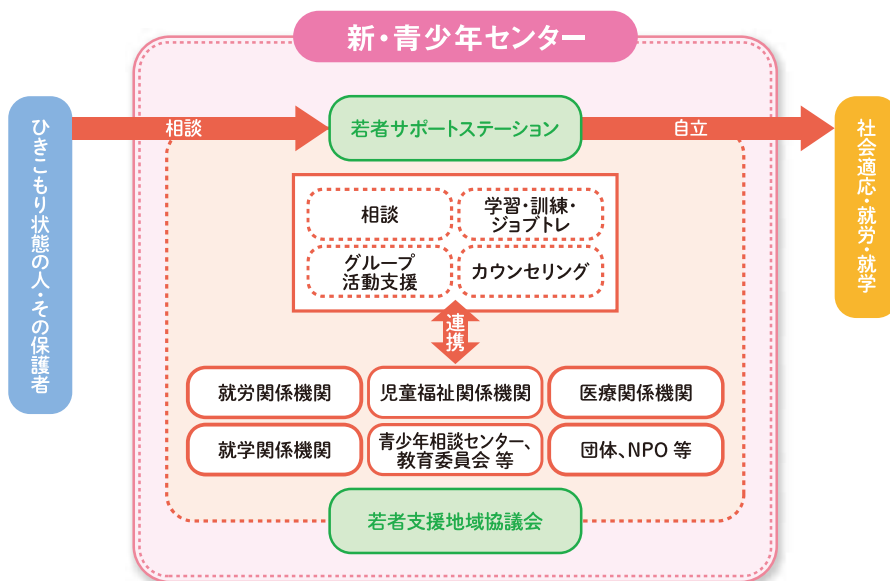 新・青少年センター
ひきこもり状態の人・その保護者
相談
若者サポートステーション
自立
社会適応・就労・就学
相談
学習・訓練・
ジョブトレ
グループ
活動支援
カウンセリング
連携
就労関係機関
児童福祉関係機関
医療関係機関
就学関係機関
青少年相談センター、
教育委員会 等
団体、NPO 等
若者支援地域協議会